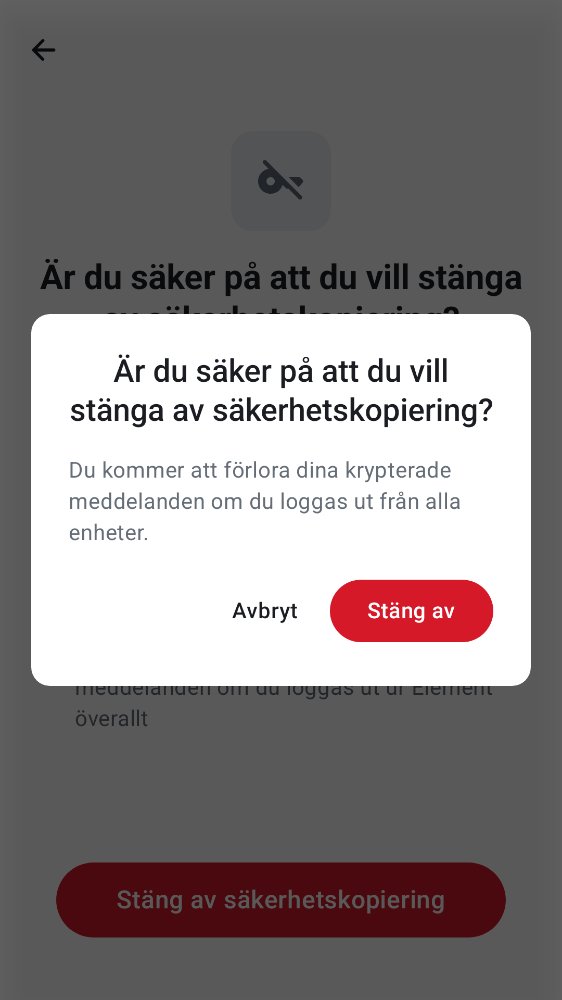 Är du säker på att du vill stänga
av säkerhetskopiering?
Är du säker på att du vill
stänga av säkerhetskopiering?
Du kommer att förlora dina krypterade
meddelanden om du loggas ut från alla
enheter.
Avbryt
Stäng av
meddelanden om du loggas ut ur Element
överallt
Stäng av säkerhetskopiering